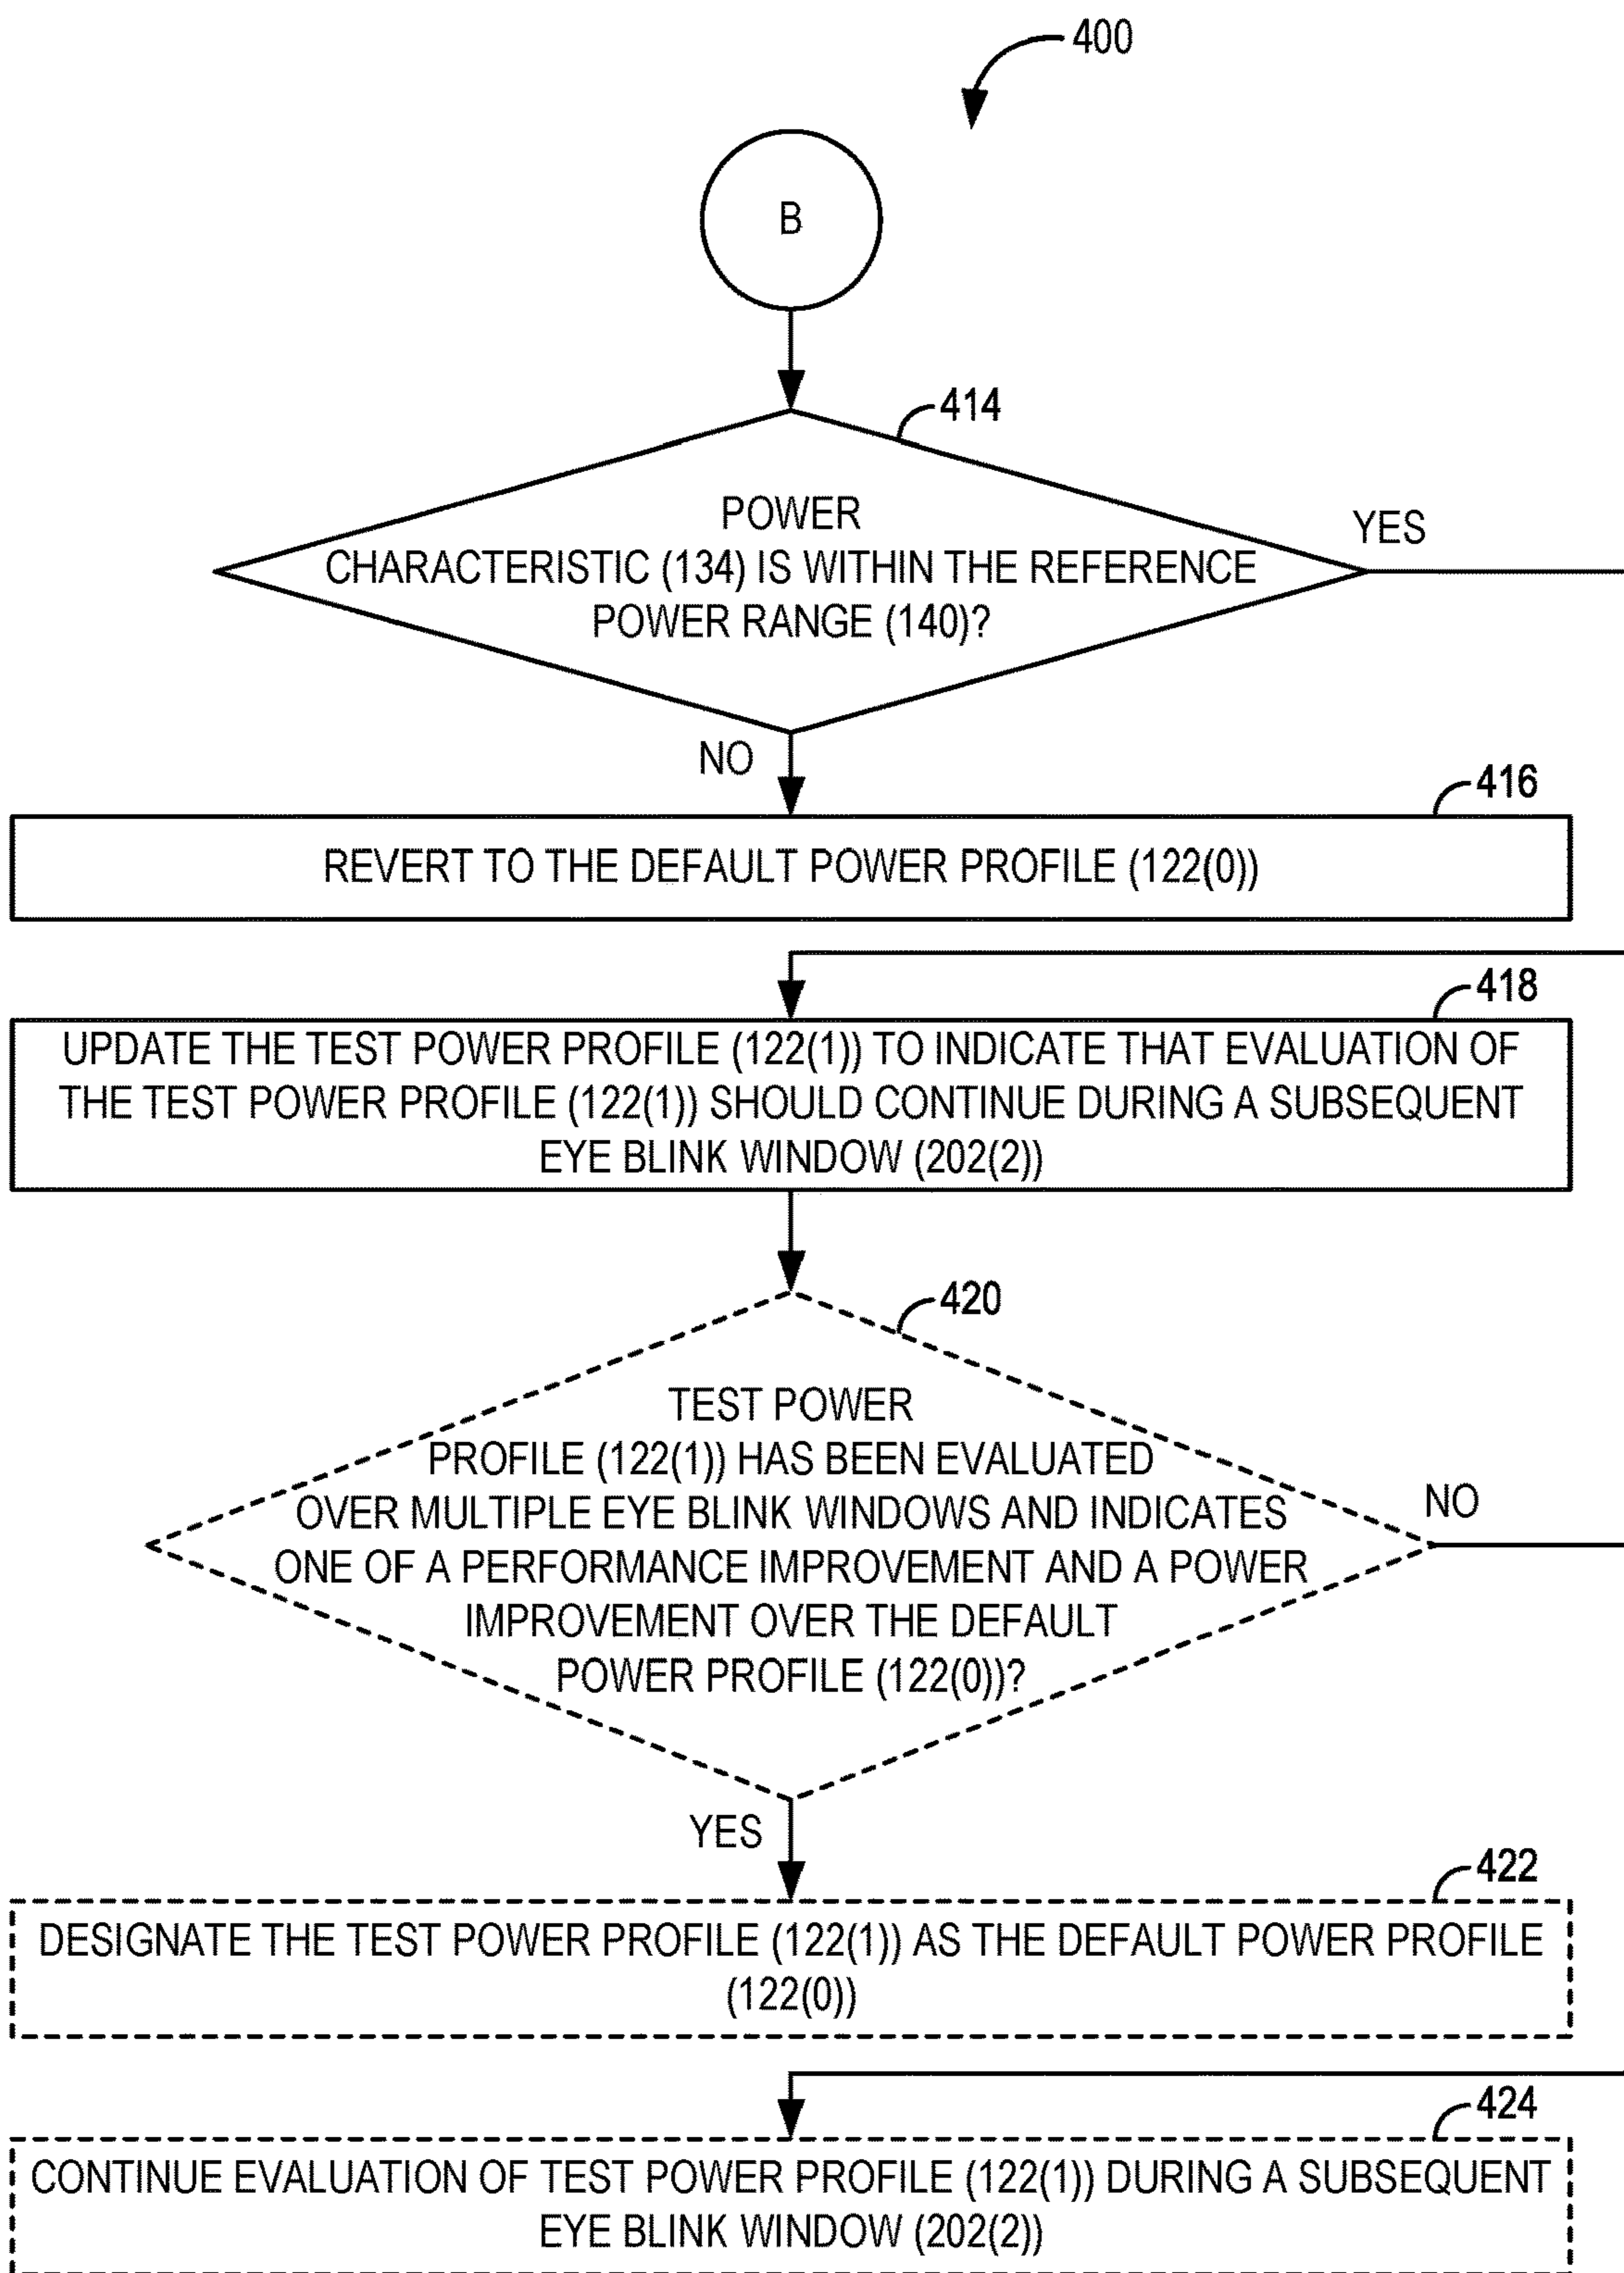 400
B
414
POWER
CHARACTERISTIC (134) IS WITHIN THE REFERENCE
POWER RANGE (140)?
YES
NO
416
REVERT TO THE DEFAULT POWER PROFILE (122(0))
418
UPDATE THE TEST POWER PROFILE (122(1)) TO INDICATE THAT EVALUATION OF
THE TEST POWER PROFILE (122(1)) SHOULD CONTINUE DURING A SUBSEQUENT
EYE BLINK WINDOW (202(2))
420
TEST POWER
PROFILE (122(1)) HAS BEEN EVALUATED
OVER MULTIPLE EYE BLINK WINDOWS AND INDICATES
ONE OF A PERFORMANCE IMPROVEMENT AND A POWER
IMPROVEMENT OVER THE DEFAULT
POWER PROFILE (122(0))?
NO
YES
422
DESIGNATE THE TEST POWER PROFILE (122(1)) AS THE DEFAULT POWER PROFILE
(122(0))
424
CONTINUE EVALUATION OF TEST POWER PROFILE (122(1)) DURING A SUBSEQUENT
EYE BLINK WINDOW (202(2))